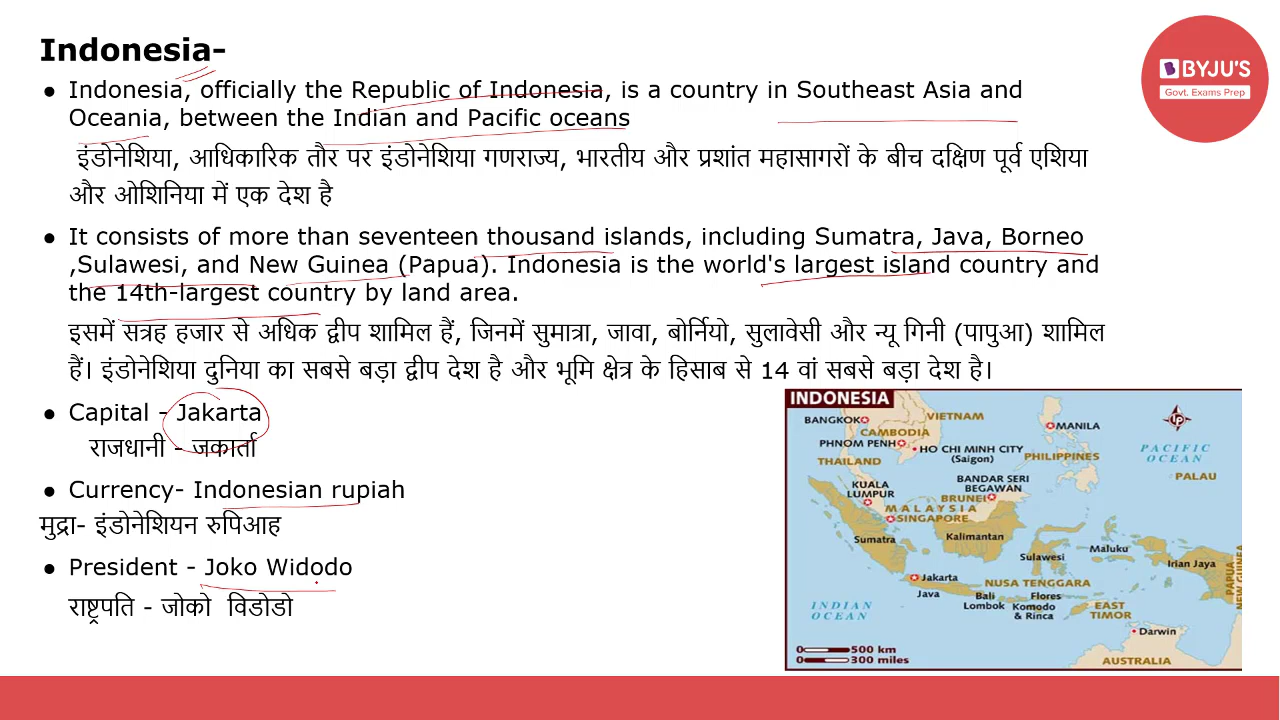 Indonesia-
BYJU'S
Govt. Exams Prep
● Indonesia, officially the Republic of Indonesia, is a country in Southeast Asia and
Oceania, between the Indian and Pacific oceans
इंडोनेशिया, आधिकारिक तौर पर इंडोनेशिया गणराज्य, भारतीय और प्रशांत महासागरों के बीच दक्षिण पूर्व एशिया
और ओशिनिया में एक देश है
● It consists of more than seventeen thousand islands, including Sumatra, Java, Borneo
,Sulawesi, and New Guinea (Papua). Indonesia is the world's largest island country and
the 14th-largest country by land area.
इसमें सत्रह हजार से अधिक द्वीप शामिल हैं, जिनमें सुमात्रा, जावा, बोर्नियो, सुलावेसी और न्यू गिनी (पापुआ) शामिल
हैं। इंडोनेशिया दुनिया का सबसे बड़ा द्वीप देश है और भूमि क्षेत्र के हिसाब से 14 वां सबसे बड़ा देश है।
● Capital - Jakarta
राजधानी - जकार्ता
● Currency- Indonesian rupiah
मुद्रा- इंडोनेशियन रुपिआह
● President - Joko Widodo
राष्ट्रपति - जोको विडोडो
INDONESIA
BANGKOK
VIETNAM
MANILA
CAMBODIA
PHNOM PENH
HO CHI MINH CITY
(Saigon)
PHILIPPINES
PACIFIC
OCEAN
THAILAND
PALAU
KUALA
LUMPUR
BANDAR SERI
BEGAWAN
BRUNEI
MALAYSIA
SINGAPORE
Sumatra
Kalimantan
Sulawesi
Maluku
Irian Jaya
PAPUA
NEW GUINEA
Jakarta
Java
NUSA TENGGARA
Bali
Lombok
Flores
Komodo
& Rinca
EAST
TIMOR
INDIAN
OCEAN
Darwin
0 500 km
0 300 miles
AUSTRALIA